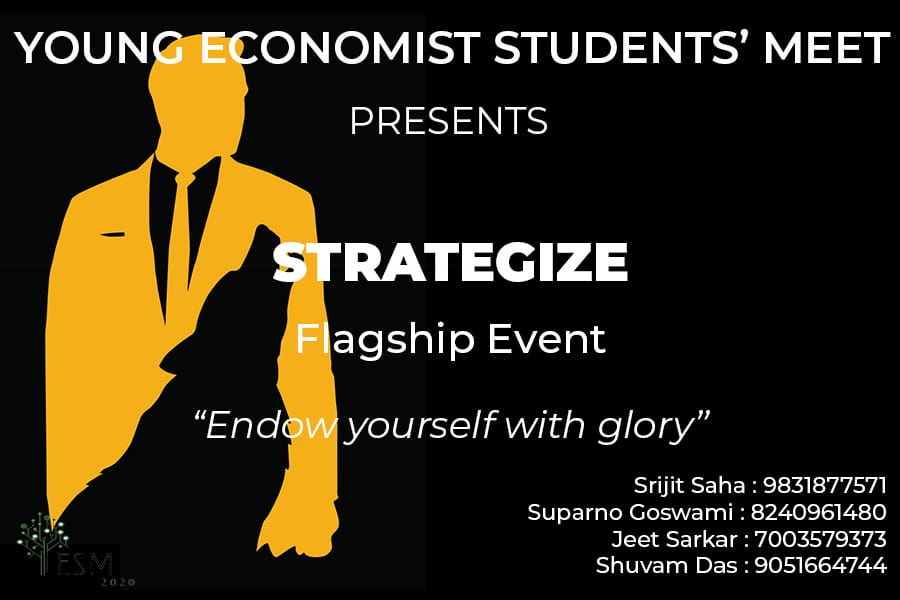 YOUNG ECONOMIST STUDENTS’ MEET
PRESENTS
STRATEGIZE
Flagship Event
“Endow yourself with glory”
Srijit Saha : 9831877571
Suparno Goswami : 8240961480
Jeet Sarkar : 7003579373
Shuvam Das : 9051664744
YESM
2020